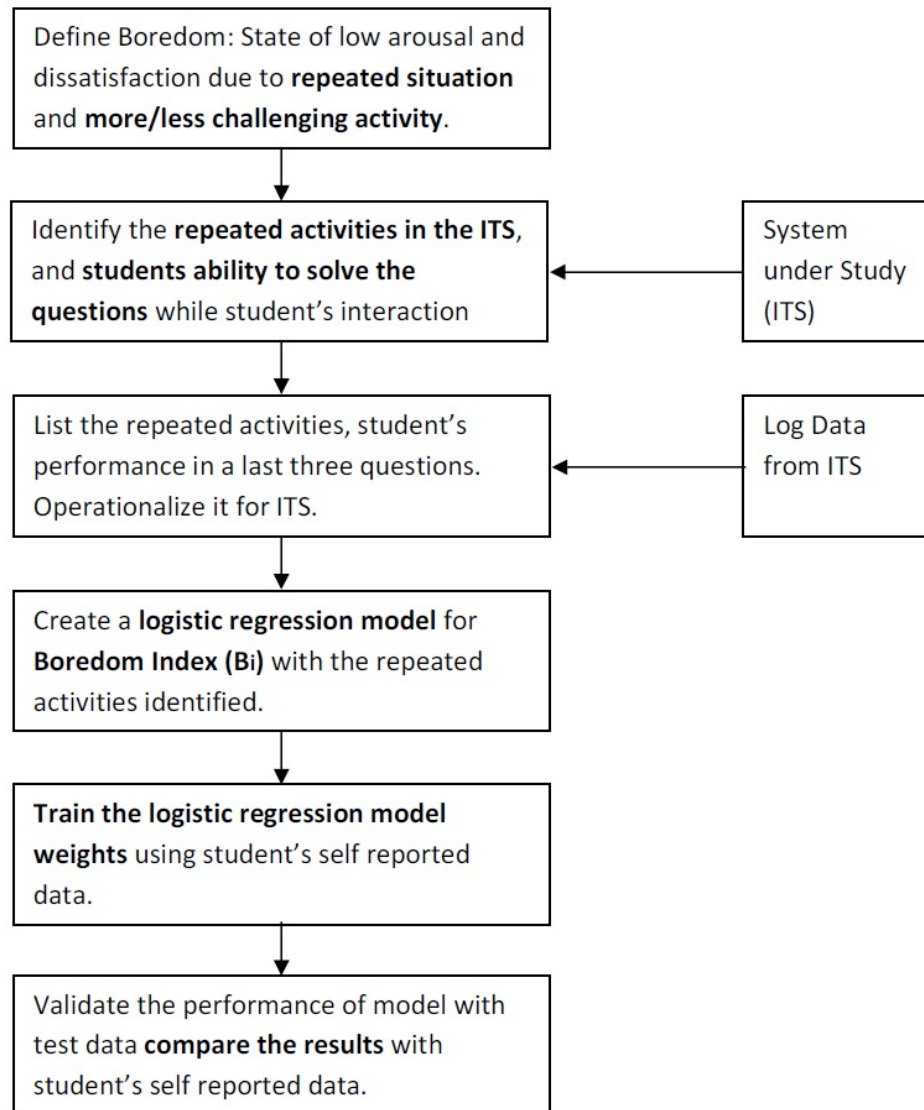 Define Boredom: State of low arousal and
dissatisfaction due to repeated situation
and more/less challenging activity.
Identify the repeated activities in the ITS,
and students ability to solve the
questions while student's interaction
System
under Study
(ITS)
List the repeated activities, student's
performance in a last three questions.
Operationalize it for ITS.
Log Data
from ITS
Create a logistic regression model for
Boredom Index (Bi) with the repeated
activities identified.
Train the logistic regression model
weights using student's self reported
data.
Validate the performance of model with
test data compare the results with
student's self reported data.